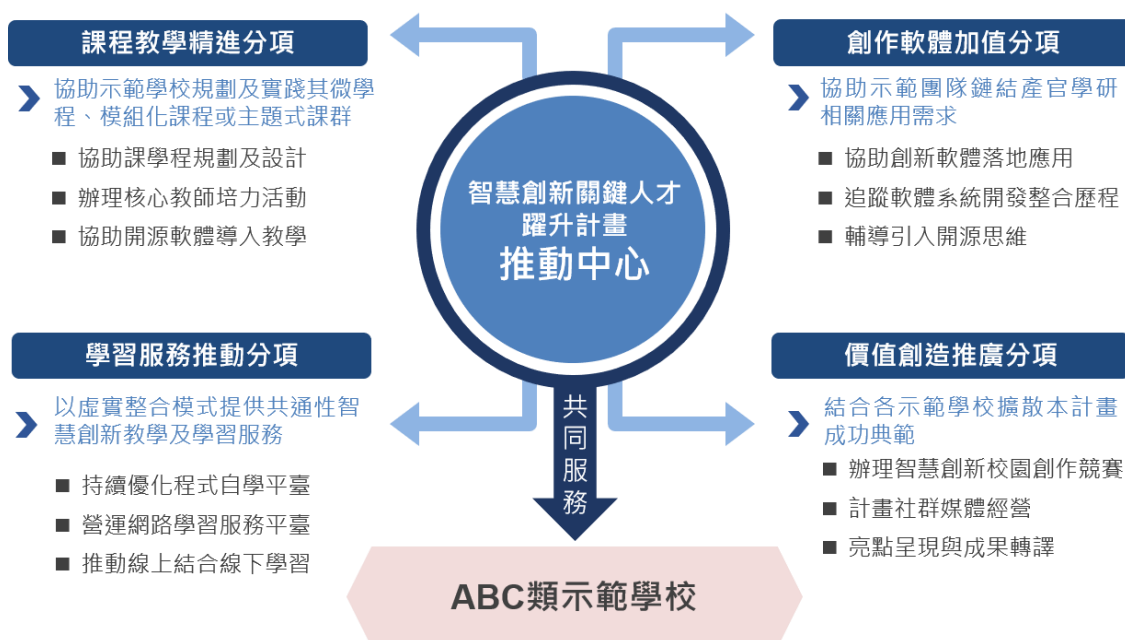 課程教學精進分項
協助示範學校規劃及實踐其微學
程、模組化課程或主題式課群
■ 協助課學程規劃及設計
■ 辦理核心教師培力活動
■ 協助開源軟體導入教學
創作軟體加值分項
協助示範團隊鏈結產官學研
相關應用需求
■ 協助創新軟體落地應用
■ 追蹤軟體系統開發整合歷程
■ 輔導引入開源思維
智慧創新關鍵人才
躍升計畫
推動中心
學習服務推動分項
以虛實整合模式提供共通性智
慧創新教學及學習服務
■ 持續優化程式自學平臺
■ 營運網路學習服務平臺
■ 推動線上結合線下學習
價值創造推廣分項
結合各示範學校擴散本計畫
成功典範
■ 辦理智慧創新校園創作競賽
■ 計畫社群媒體經營
■ 亮點呈現與成果轉譯
共同服務
ABC類示範學校